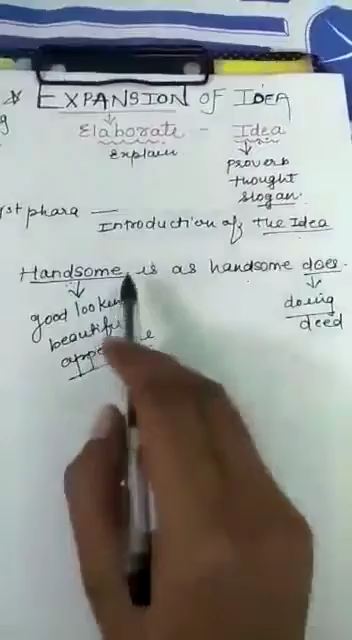 EXPANSION OF IDEA
Elaborate - Idea
Explain
proverb
thought
slogan.
Introduction of the Idea
Handsome is as handsome does.
good
beautiful
doing
deed